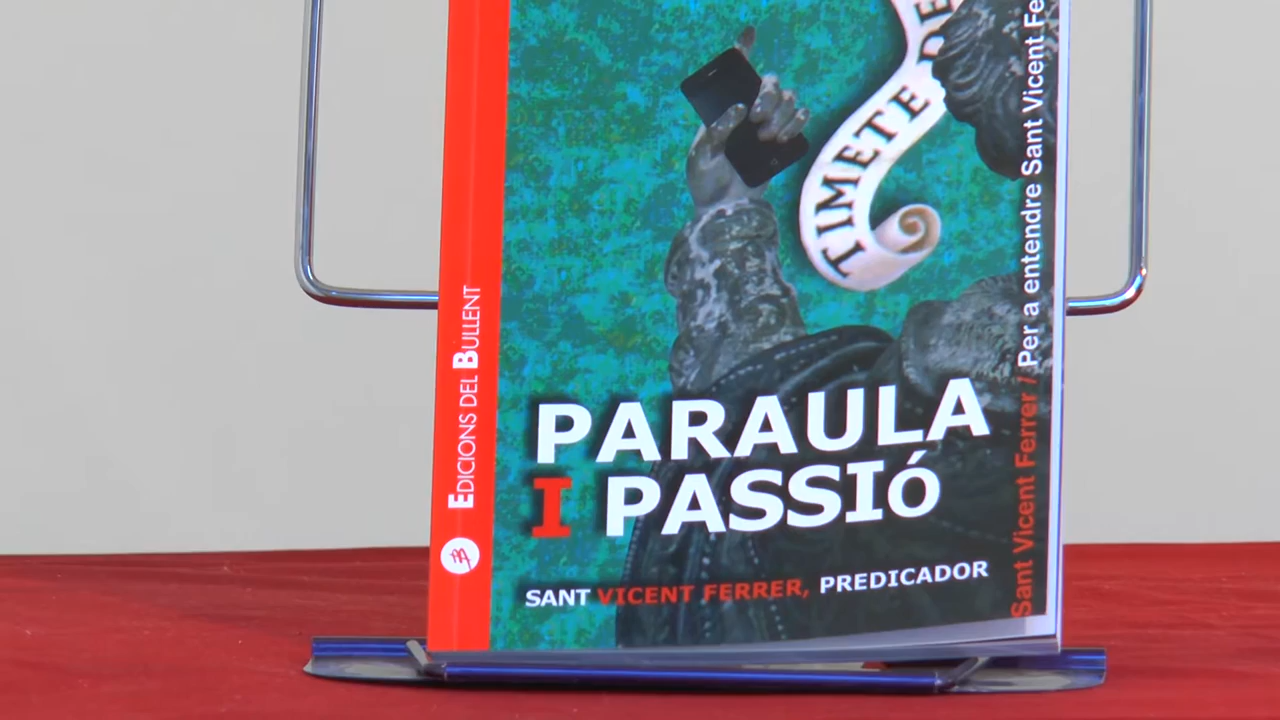 TIMETE DE
EDICIONS DEL BULLENT
PARAULA
I PASSIÓ
SANT VICENT FERRER, PREDICADOR
Sant Vicent Ferrer / Per a entendre Sant Vicent Fe